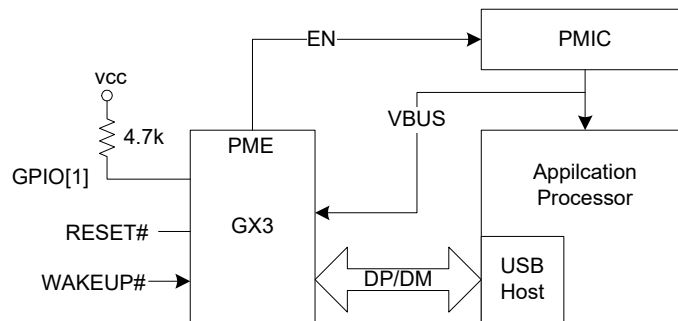 EN
PMIC
vcc
VBUS
4.7k
PME
GPIO[1]
Appilcation
Processor
RESET#
GX3
WAKEUP#
DP/DM
USB
Host